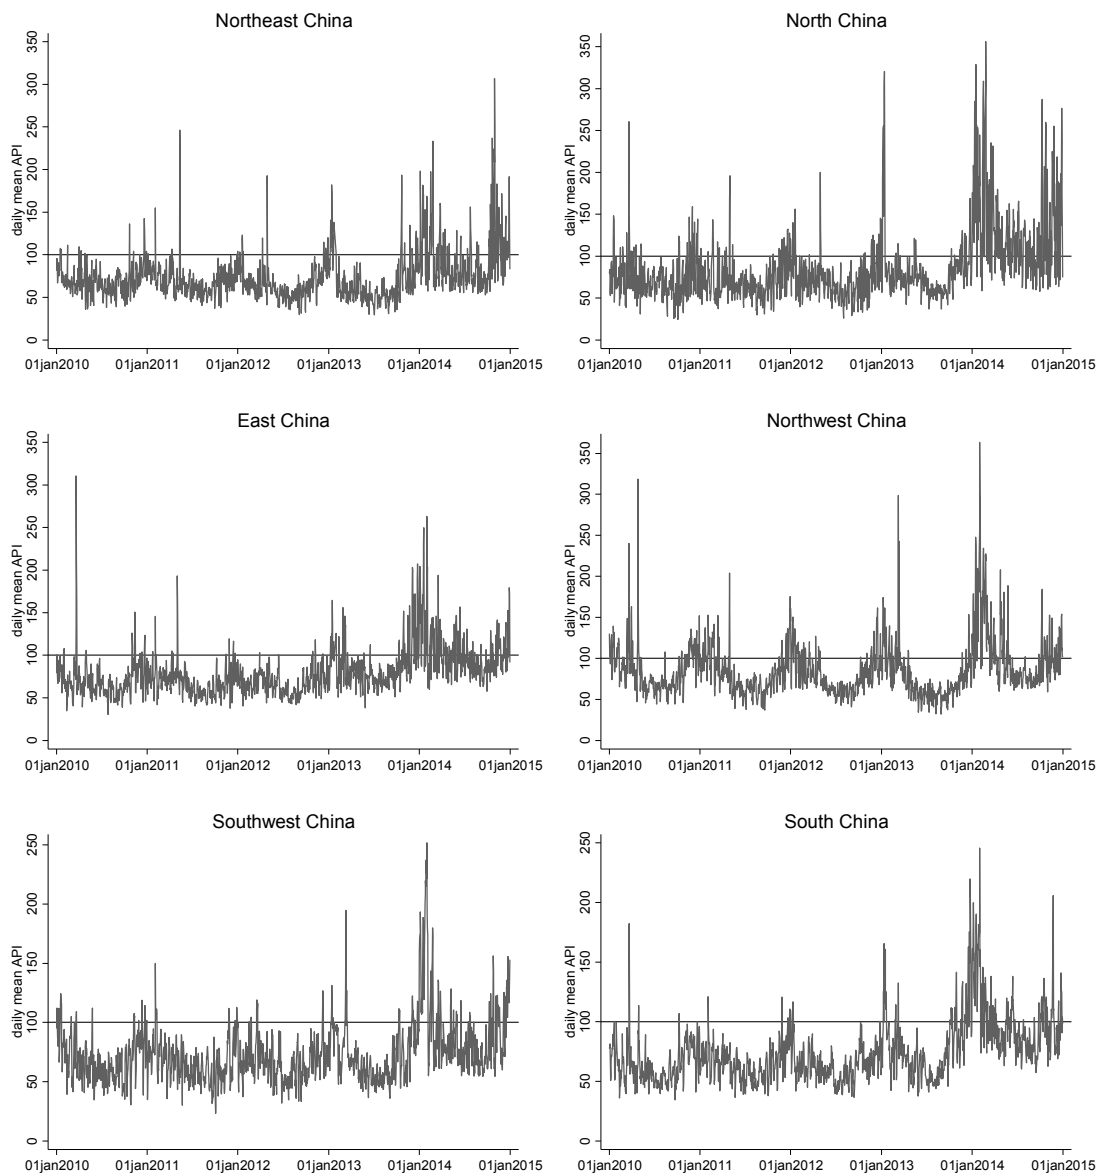 Northeast China
North China
350
300
250
200
150
100
50
0
daily mean API
01jan2010 01jan2011 01jan2012 01jan2013 01jan2014 01jan2015
350
300
250
200
150
100
50
0
daily mean API
01jan2010 01jan2011 01jan2012 01jan2013 01jan2014 01jan2015
East China
Northwest China
350
300
250
200
150
100
50
0
daily mean API
01jan2010 01jan2011 01jan2012 01jan2013 01jan2014 01jan2015
350
300
250
200
150
100
50
0
daily mean API
01jan2010 01jan2011 01jan2012 01jan2013 01jan2014 01jan2015
Southwest China
South China
250
200
150
100
50
0
daily mean API
01jan2010 01jan2011 01jan2012 01jan2013 01jan2014 01jan2015
250
200
150
100
50
0
daily mean API
01jan2010 01jan2011 01jan2012 01jan2013 01jan2014 01jan2015